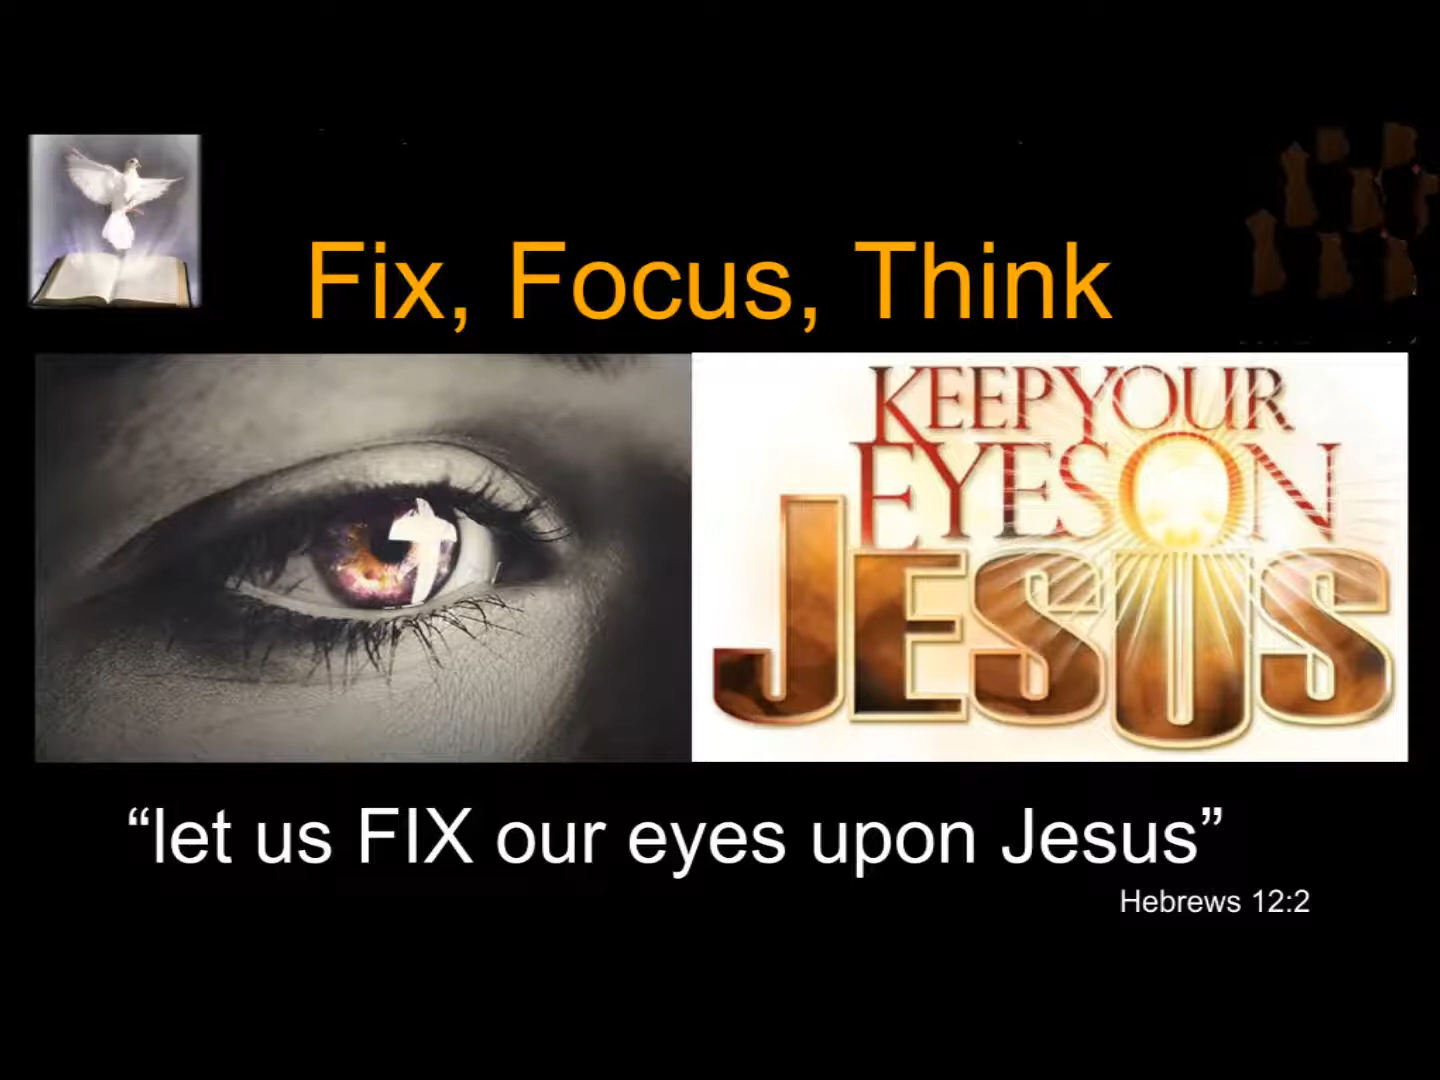 Fix, Focus, Think
KEEP YOUR
EYES ON
JESUS
“let us FIX our eyes upon Jesus”
Hebrews 12:2